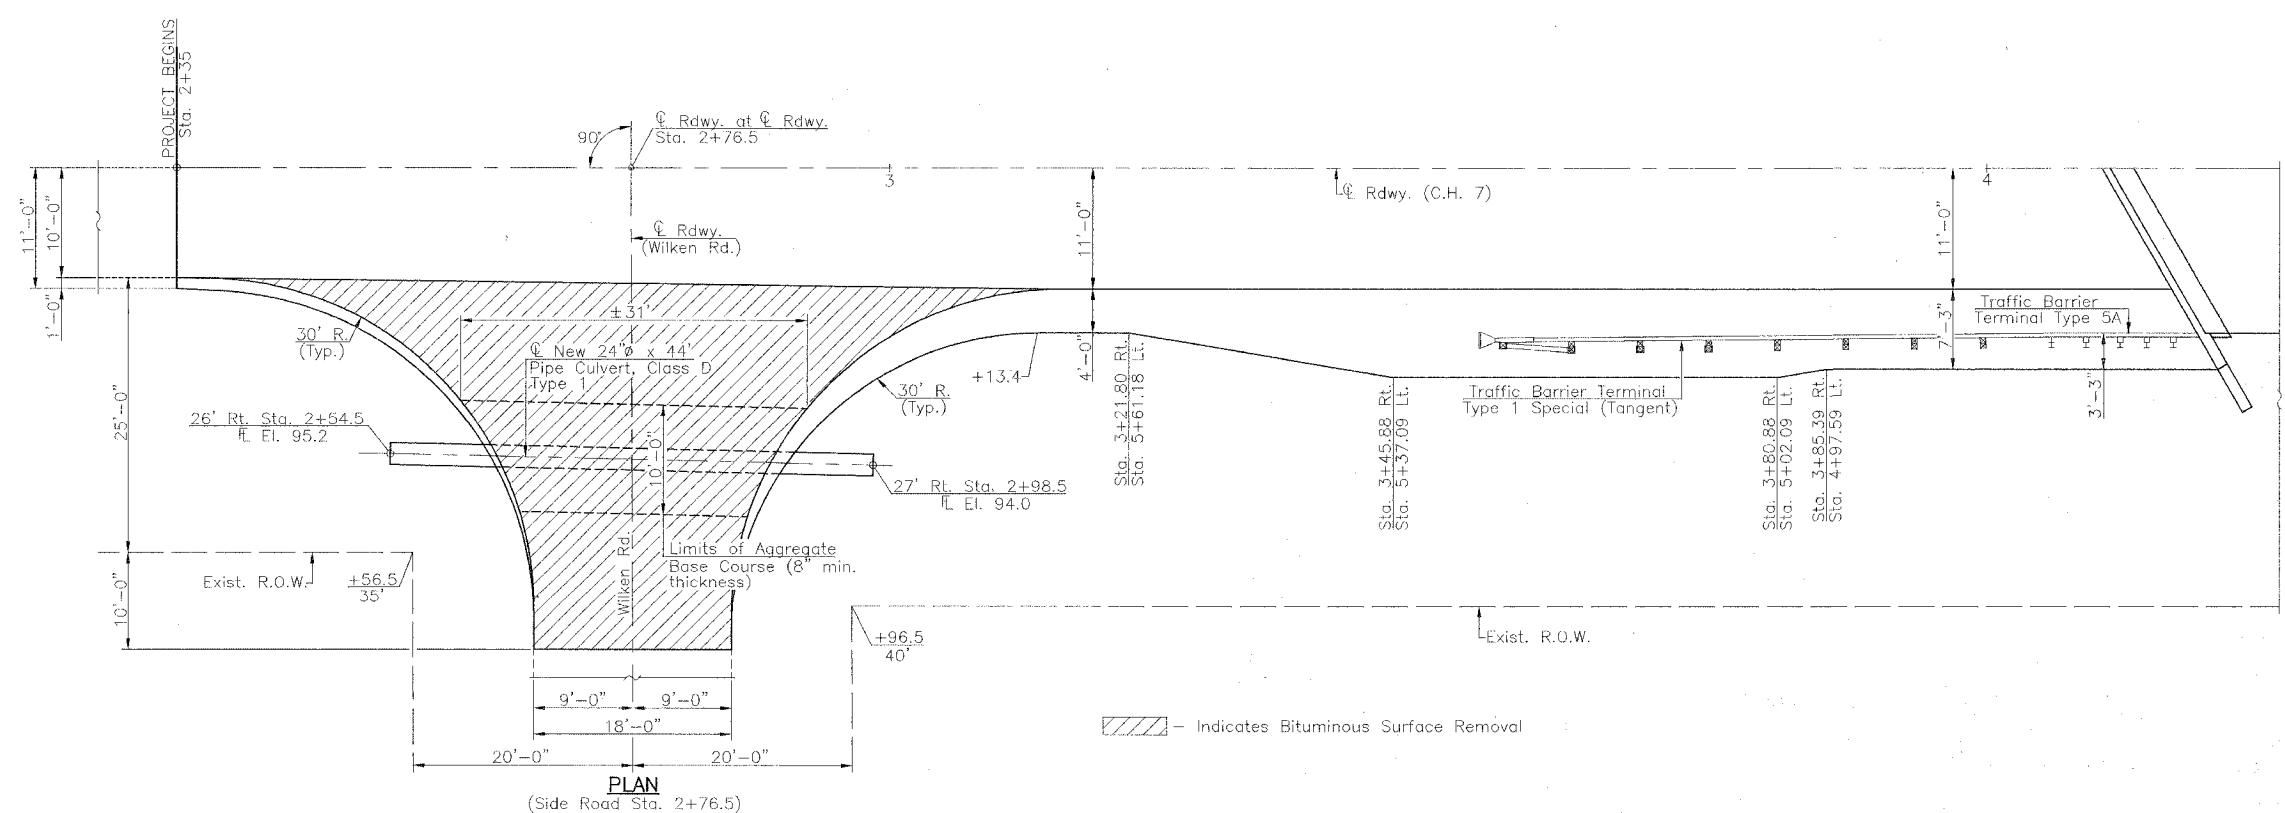 PROJECT BEGINS
Sta. 2+35
90°
℄ Rdwy. at ℄ Rdwy.
Sta. 2+76.5
3
4
℄ Rdwy. (C.H. 7)
11'-0"
10'-0"
1'-0"
℄ Rdwy.
(Wilken Rd.)
11'-0"
11'-0"
±31'
30' R.
(Typ.)
℄ New 24"ø x 44'
Pipe Culvert, Class D
Type 1
4'-0"
7'-3"
Traffic Barrier
Terminal Type 5A
+13.4
30' R.
(Typ.)
Sta. 3+21.80 Rt.
Sta. 5+61.18 Lt.
Traffic Barrier Terminal
Type 1 Special (Tangent)
3'-3"
25'-0"
26' Rt. Sta. 2+54.5
℄ El. 95.2
10'-0"
27' Rt. Sta. 2+98.5
El. 94.0
Sta. 3+45.88 Rt.
Sta. 5+37.09 Lt.
Sta. 3+80.88 Rt.
Sta. 5+02.09 Lt.
Sta. 3+85.39 Rt.
Sta. 4+97.59 Lt.
Limits of Aggregate
Base Course (8" min.
thickness)
Wilken Rd.
Exist. R.O.W.
+56.5
35'
10'-0"
+96.5
40'
Exist. R.O.W.
9'-0"
9'-0"
18'-0"
20'-0"
20'-0"
- Indicates Bituminous Surface Removal
PLAN
(Side Road Sta. 2+76.5)